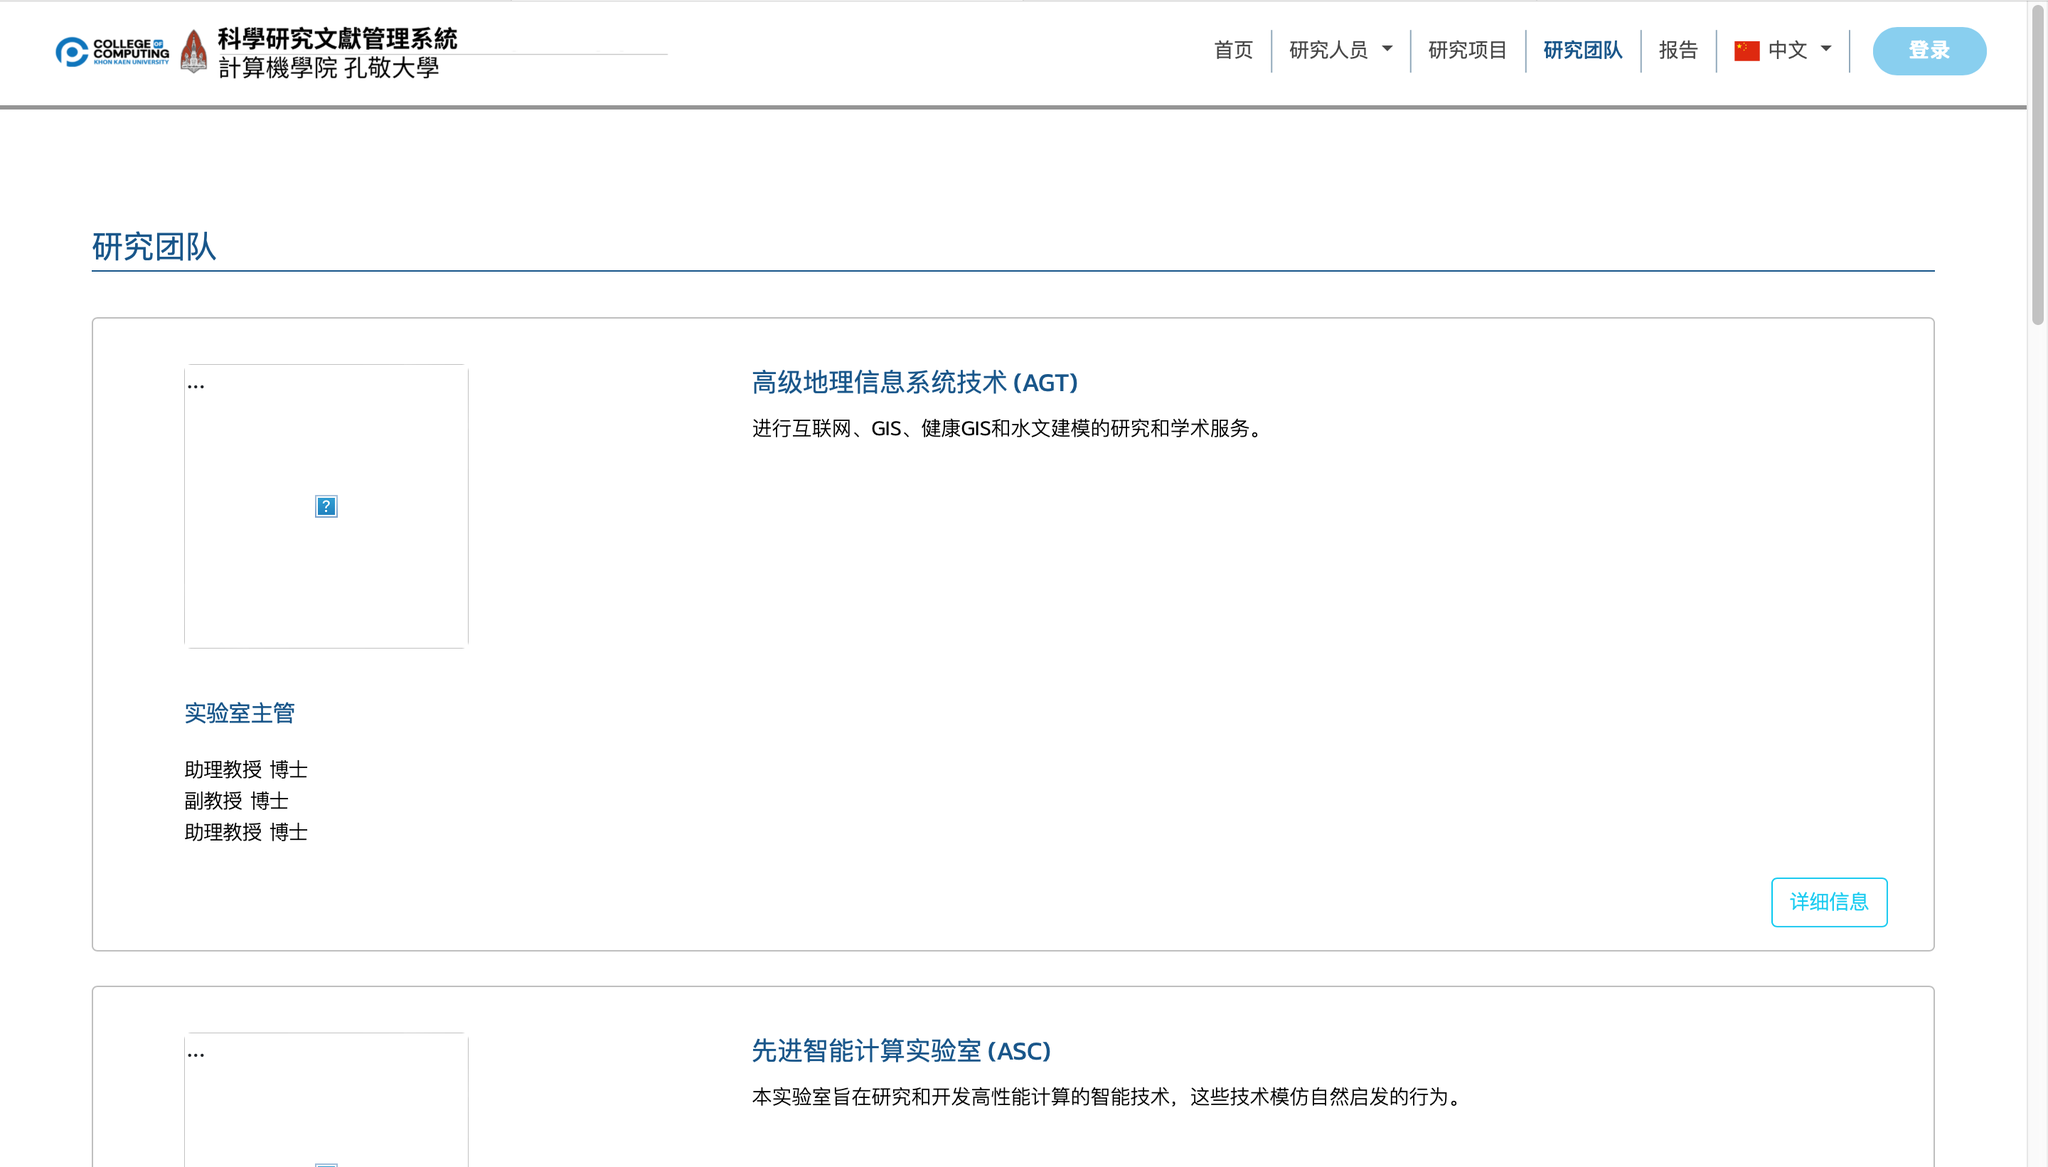 COLLEGE OF
COMPUTING
KHON KAEN UNIVERSITY
科學研究文獻管理系統
計算機學院 孔敬大學
首页
研究人员
研究项目
研究团队
报告
中文
登录
研究团队
...
?
高级地理信息系统技术 (AGT)
进行互联网、GIS、健康GIS和水文建模的研究和学术服务。
实验室主管
助理教授 博士
副教授 博士
助理教授 博士
详细信息
...
先进智能计算实验室 (ASC)
本实验室旨在研究和开发高性能计算的智能技术，这些技术模仿自然启发的行为。